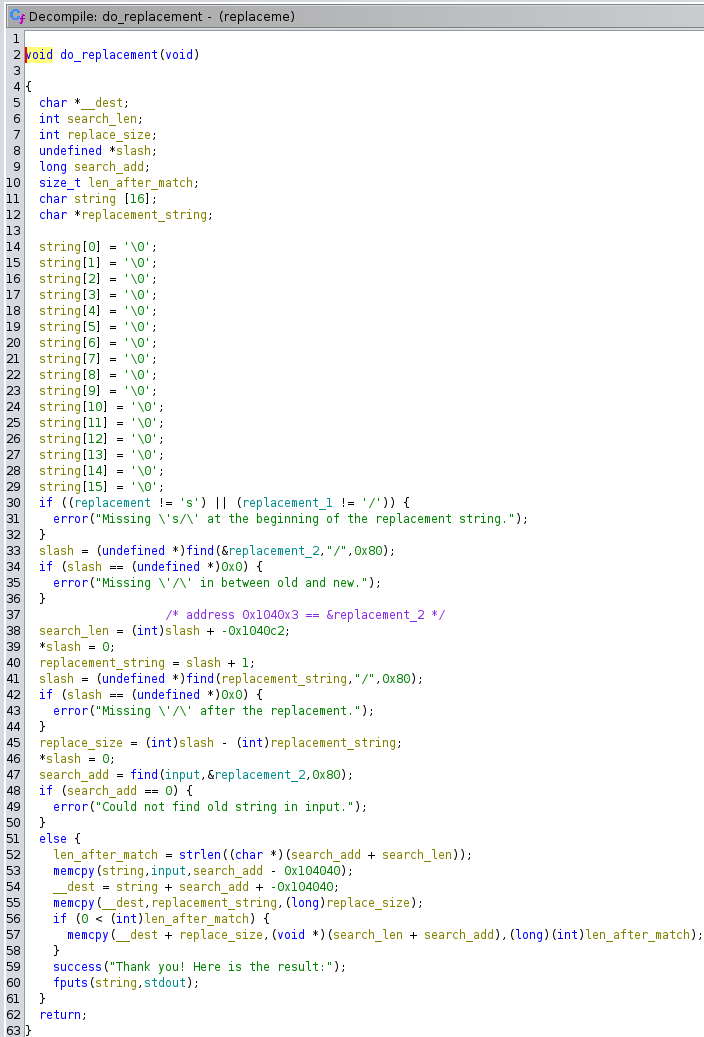 Decompile: do_replacement - (replaceme)
1
2 void do_replacement(void)
3
4 {
5 char *__dest;
6 int search_len;
7 int replace_size;
8 undefined *slash;
9 long search_add;
10 size_t len_after_match;
11 char string [16];
12 char *replacement_string;
13
14 string[0] = '\0';
15 string[1] = '\0';
16 string[2] = '\0';
17 string[3] = '\0';
18 string[4] = '\0';
19 string[5] = '\0';
20 string[6] = '\0';
21 string[7] = '\0';
22 string[8] = '\0';
23 string[9] = '\0';
24 string[10] = '\0';
25 string[11] = '\0';
26 string[12] = '\0';
27 string[13] = '\0';
28 string[14] = '\0';
29 string[15] = '\0';
30 if ((replacement != 's') || (replacement_1 != '/')) {
31 error("Missing \'s/\' at the beginning of the replacement string.");
32 }
33 slash = (undefined *)find(&replacement_2,"/",0x80);
34 if (slash == (undefined *)0x0) {
35 error("Missing \'/\' in between old and new.");
36 }
37 /* address 0x1040x3 == &replacement_2 */
38 search_len = (int)slash + -0x1040c2;
39 *slash = 0;
40 replacement_string = slash + 1;
41 slash = (undefined *)find(replacement_string,"/",0x80);
42 if (slash == (undefined *)0x0) {
43 error("Missing \'/\' after the replacement.");
44 }
45 replace_size = (int)slash - (int)replacement_string;
46 *slash = 0;
47 search_add = find(input,&replacement_2,0x80);
48 if (search_add == 0) {
49 error("Could not find old string in input.");
50 }
51 else {
52 len_after_match = strlen((char *)(search_add + search_len));
53 memcpy(string,input,search_add - 0x104040);
54 __dest = string + search_add + -0x104040;
55 memcpy(__dest,replacement_string,(long)replace_size);
56 if (0 < (int)len_after_match) {
57 memcpy(__dest + replace_size,(void *)(search_len + search_add),(long)(int)len_after_match);
58 }
59 success("Thank you! Here is the result:");
60 fputs(string,stdout);
61 }
62 return;
63 }